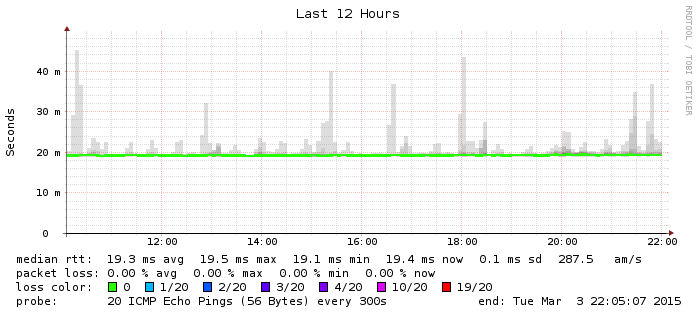 Last 12 Hours
RRDTOOL / TOBI OETIKER
Seconds
40 m
30 m
20 m
10 m
0
12:00 14:00 16:00 18:00 20:00 22:00
median rtt: 19.3 ms avg 19.5 ms max 19.1 ms min 19.4 ms now 0.1 ms sd 287.5 am/s
packet loss: 0.00 % avg 0.00 % max 0.00 % min 0.00 % now
loss color: 0 1/20 2/20 3/20 4/20 10/20 19/20
probe: 20 ICMP Echo Pings (56 Bytes) every 300s end: Tue Mar 3 22:05:07 2015